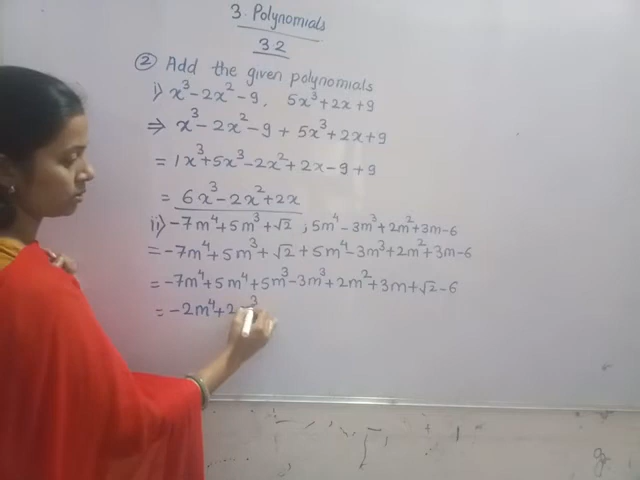 3. Polynomials
32
② Add the given polynomials
i) x³ - 2x² - 9, 5x³ + 2x + 9
⇒ x³ - 2x² - 9 + 5x³ + 2x + 9
= 1x³ + 5x³ - 2x² + 2x - 9 + 9
= 6x³ - 2x² + 2x
ii) -7m⁴ + 5m³ + √2 , 5m⁴ - 3m³ + 2m² + 3m - 6
= -7m⁴ + 5m³ + √2 + 5m⁴ - 3m³ + 2m² + 3m - 6
= -7m⁴ + 5m⁴ + 5m³ - 3m³ + 2m² + 3m + √2 - 6
= -2m⁴ + 2m³